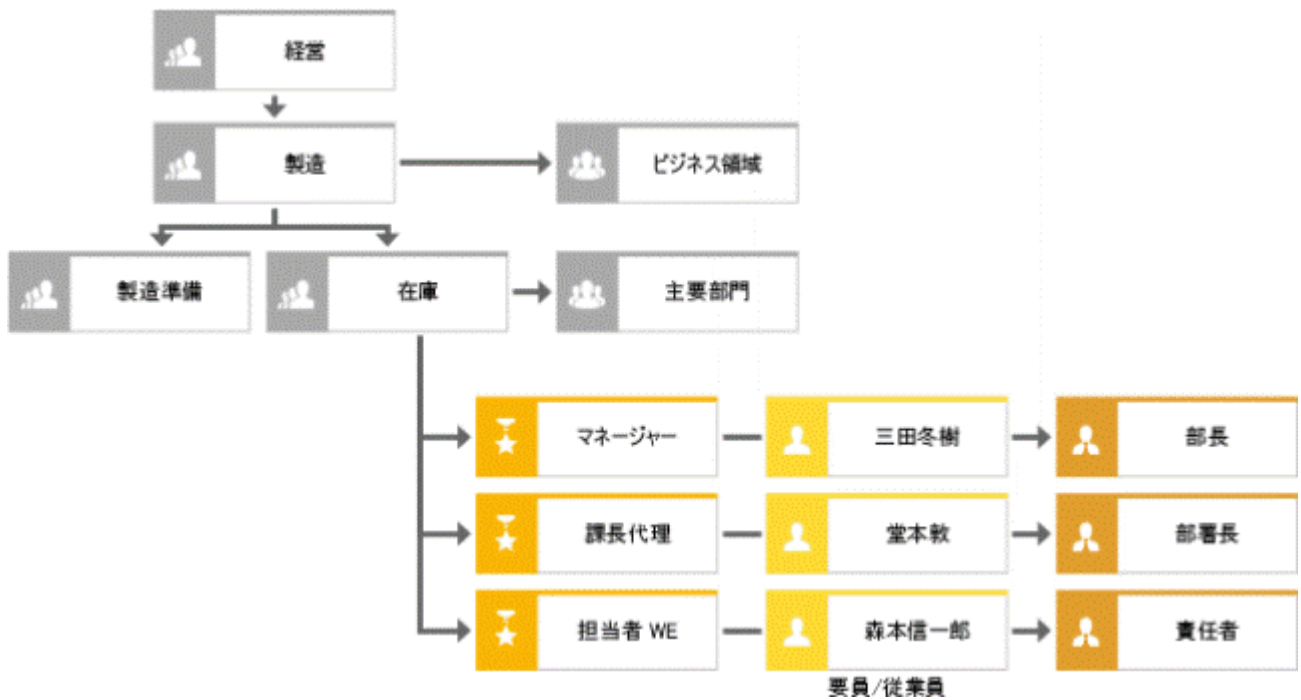 経営
製造
ビジネス領域
製造準備
在庫
主要部門
マネージャー
三田冬樹
部長
課長代理
堂本敦
部署長
担当者 WE
森本信一郎
責任者
要員/従業員